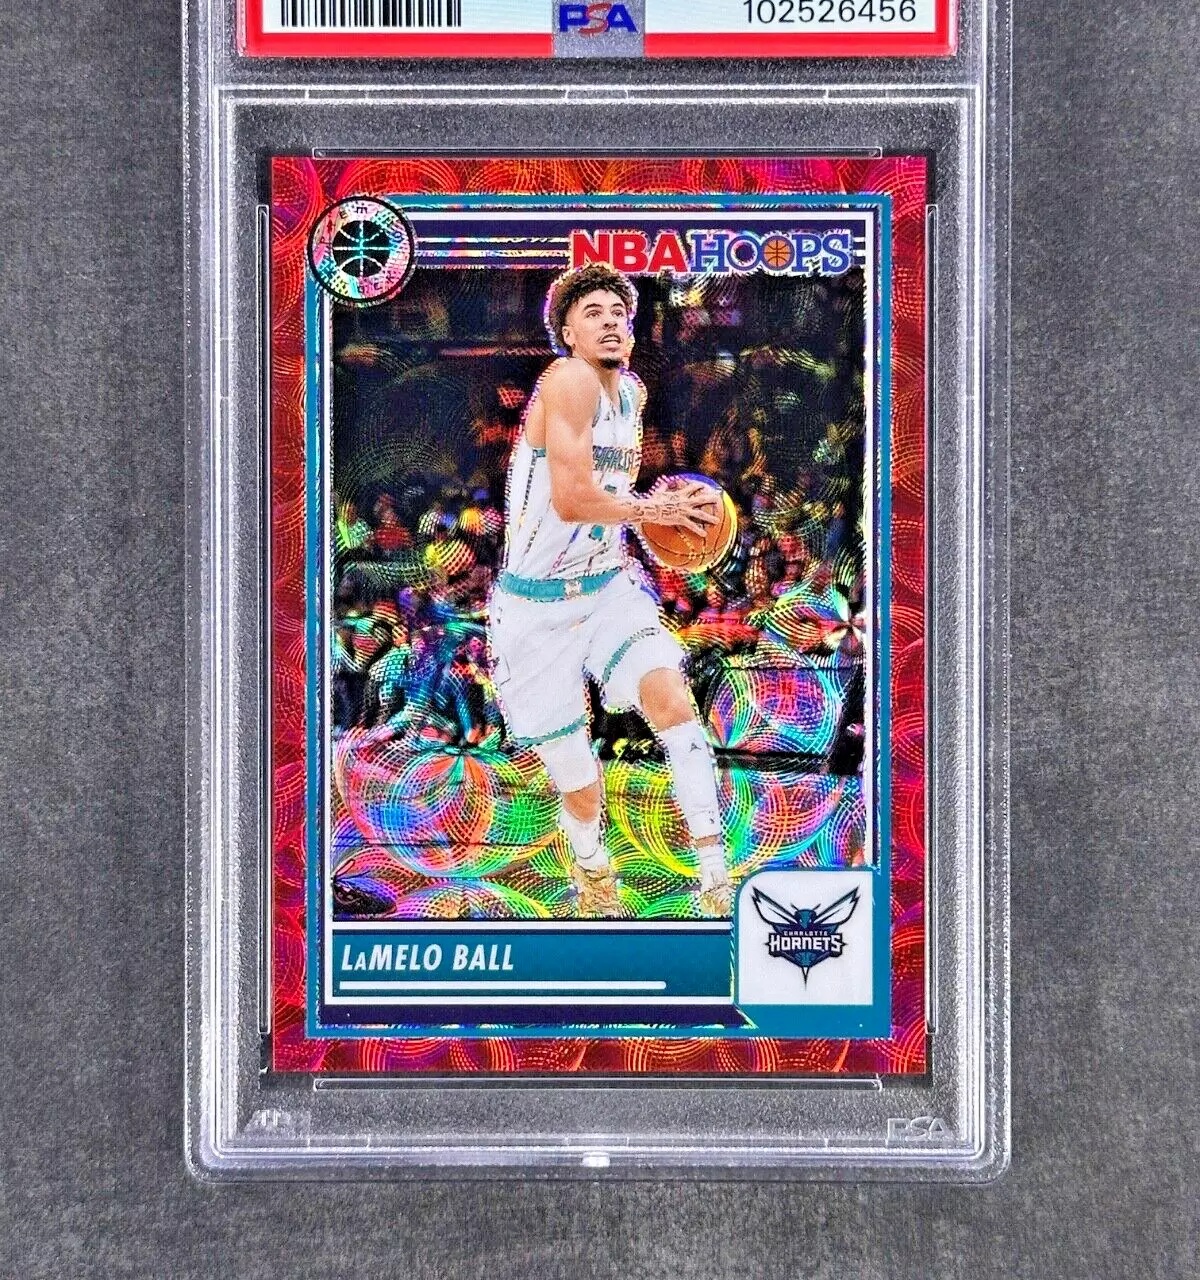 PSA
102526456
NBA HOOPS
CHARLOTTE
HORNETS
LaMELO BALL
PSA